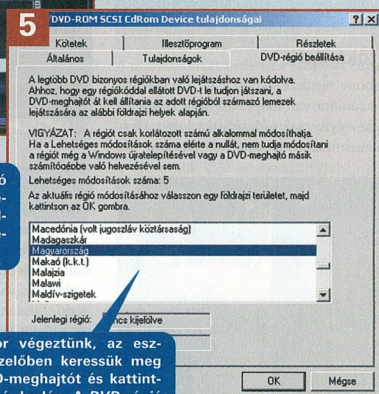 5
DVD-ROM SCSI CdRom Device tulajdonságai
Kötetek
Illesztőprogram
Részletek
Általános
Tulajdonságok
DVD-régió beállítása
A legtöbb DVD bizonyos régiókban való lejátszáshoz van kódolva.
Ahhoz, hogy egy régiókóddal ellátott DVD-t le tudjon játszani, a
DVD-meghajtót át kell állítania az adott régióból származó lemezek
lejátszására az alábbi földrajzi helyek alapján.
VIGYÁZAT: A régiót csak korlátozott számú alkalommal módosíthatja.
Ha a Lehetséges módosítások száma elérte a nullát, nem tudja módosítani
a régiót még a Windows újratelepítésével vagy a DVD-meghajtó másik
számítógépbe való helyezésével sem.
Lehetséges módosítások száma: 5
Az aktuális régió módosításához válasszon egy földrajzi területet, majd
kattintson az OK gombra.
Macedónia (volt jugoszláv köztársaság)
Madagaszkár
Magyarország
Makaó (k.k.t.)
Malajzia
Malawi
Maldív-szigetek
Jelenlegi régió:
kijelölve
végeztünk, az esz-
zelőben keressük meg
D-meghajtót és kattint-
OK
Mégse